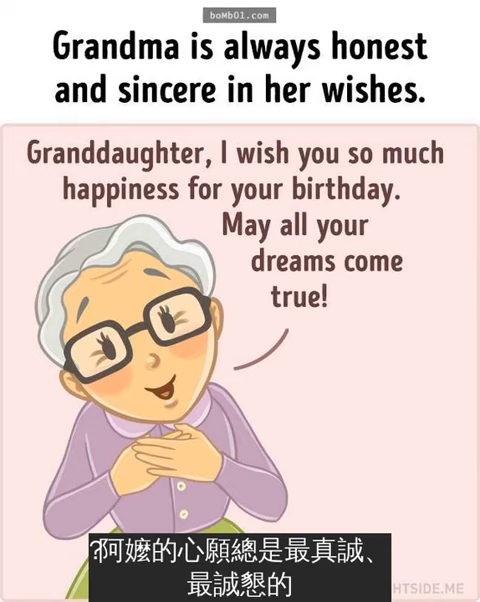 boMb01.com
Grandma is always honest
and sincere in her wishes.
Granddaughter, I wish you so much
happiness for your birthday.
May all your
dreams come
true!
?阿嬤的心願總是最真誠、
最誠懇的
HTSIDE.ME